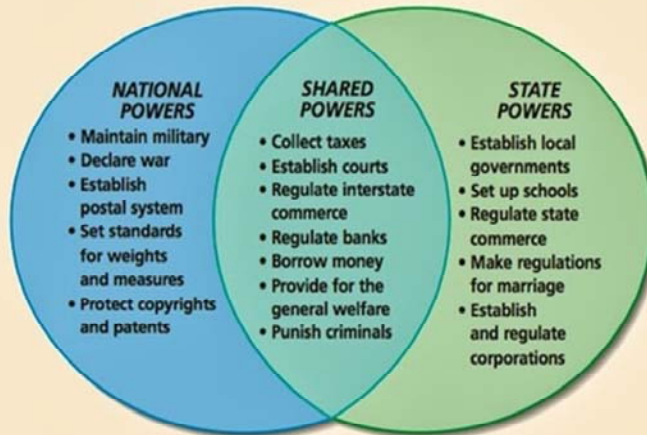 NATIONAL
POWERS
• Maintain military
• Declare war
• Establish
postal system
• Set standards
for weights
and measures
• Protect copyrights
and patents
SHARED
POWERS
• Collect taxes
• Establish courts
• Regulate interstate
commerce
• Regulate banks
• Borrow money
• Provide for the
general welfare
• Punish criminals
STATE
POWERS
• Establish local
governments
• Set up schools
• Regulate state
commerce
• Make regulations
for marriage
• Establish
and regulate
corporations